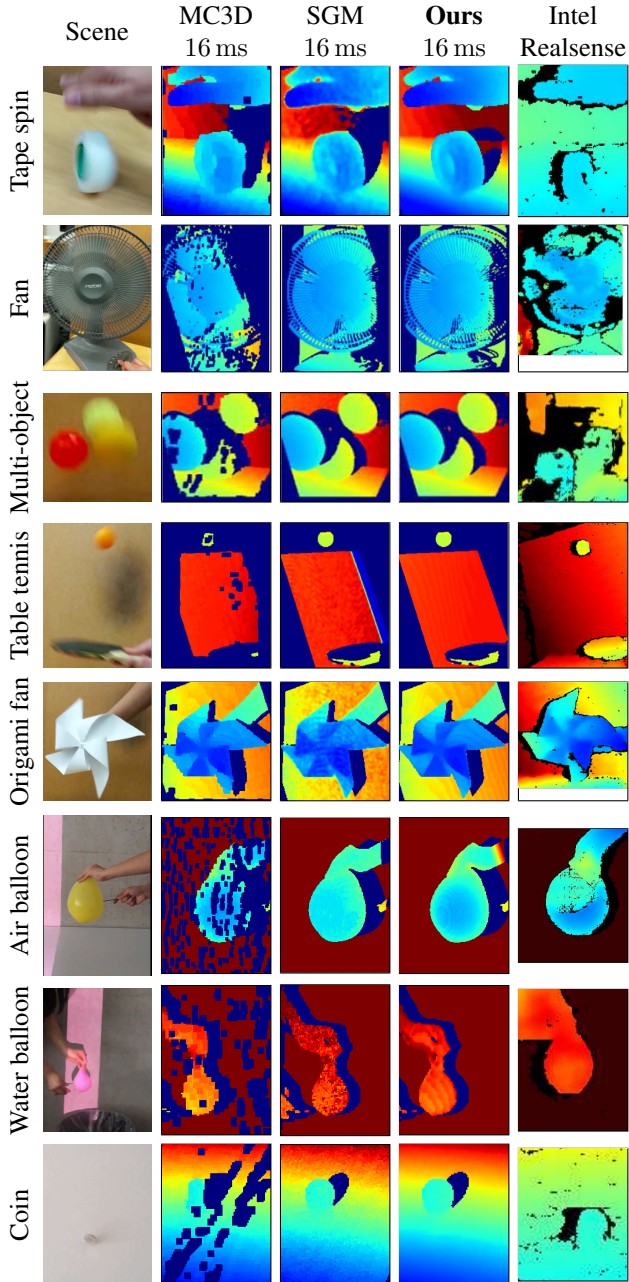 Scene
MC3D
16 ms
SGM
16 ms
Ours
16 ms
Intel
Realsense
Tape spin
Fan
Multi-object
Table tennis
Origami fan
Air balloon
Water balloon
Coin